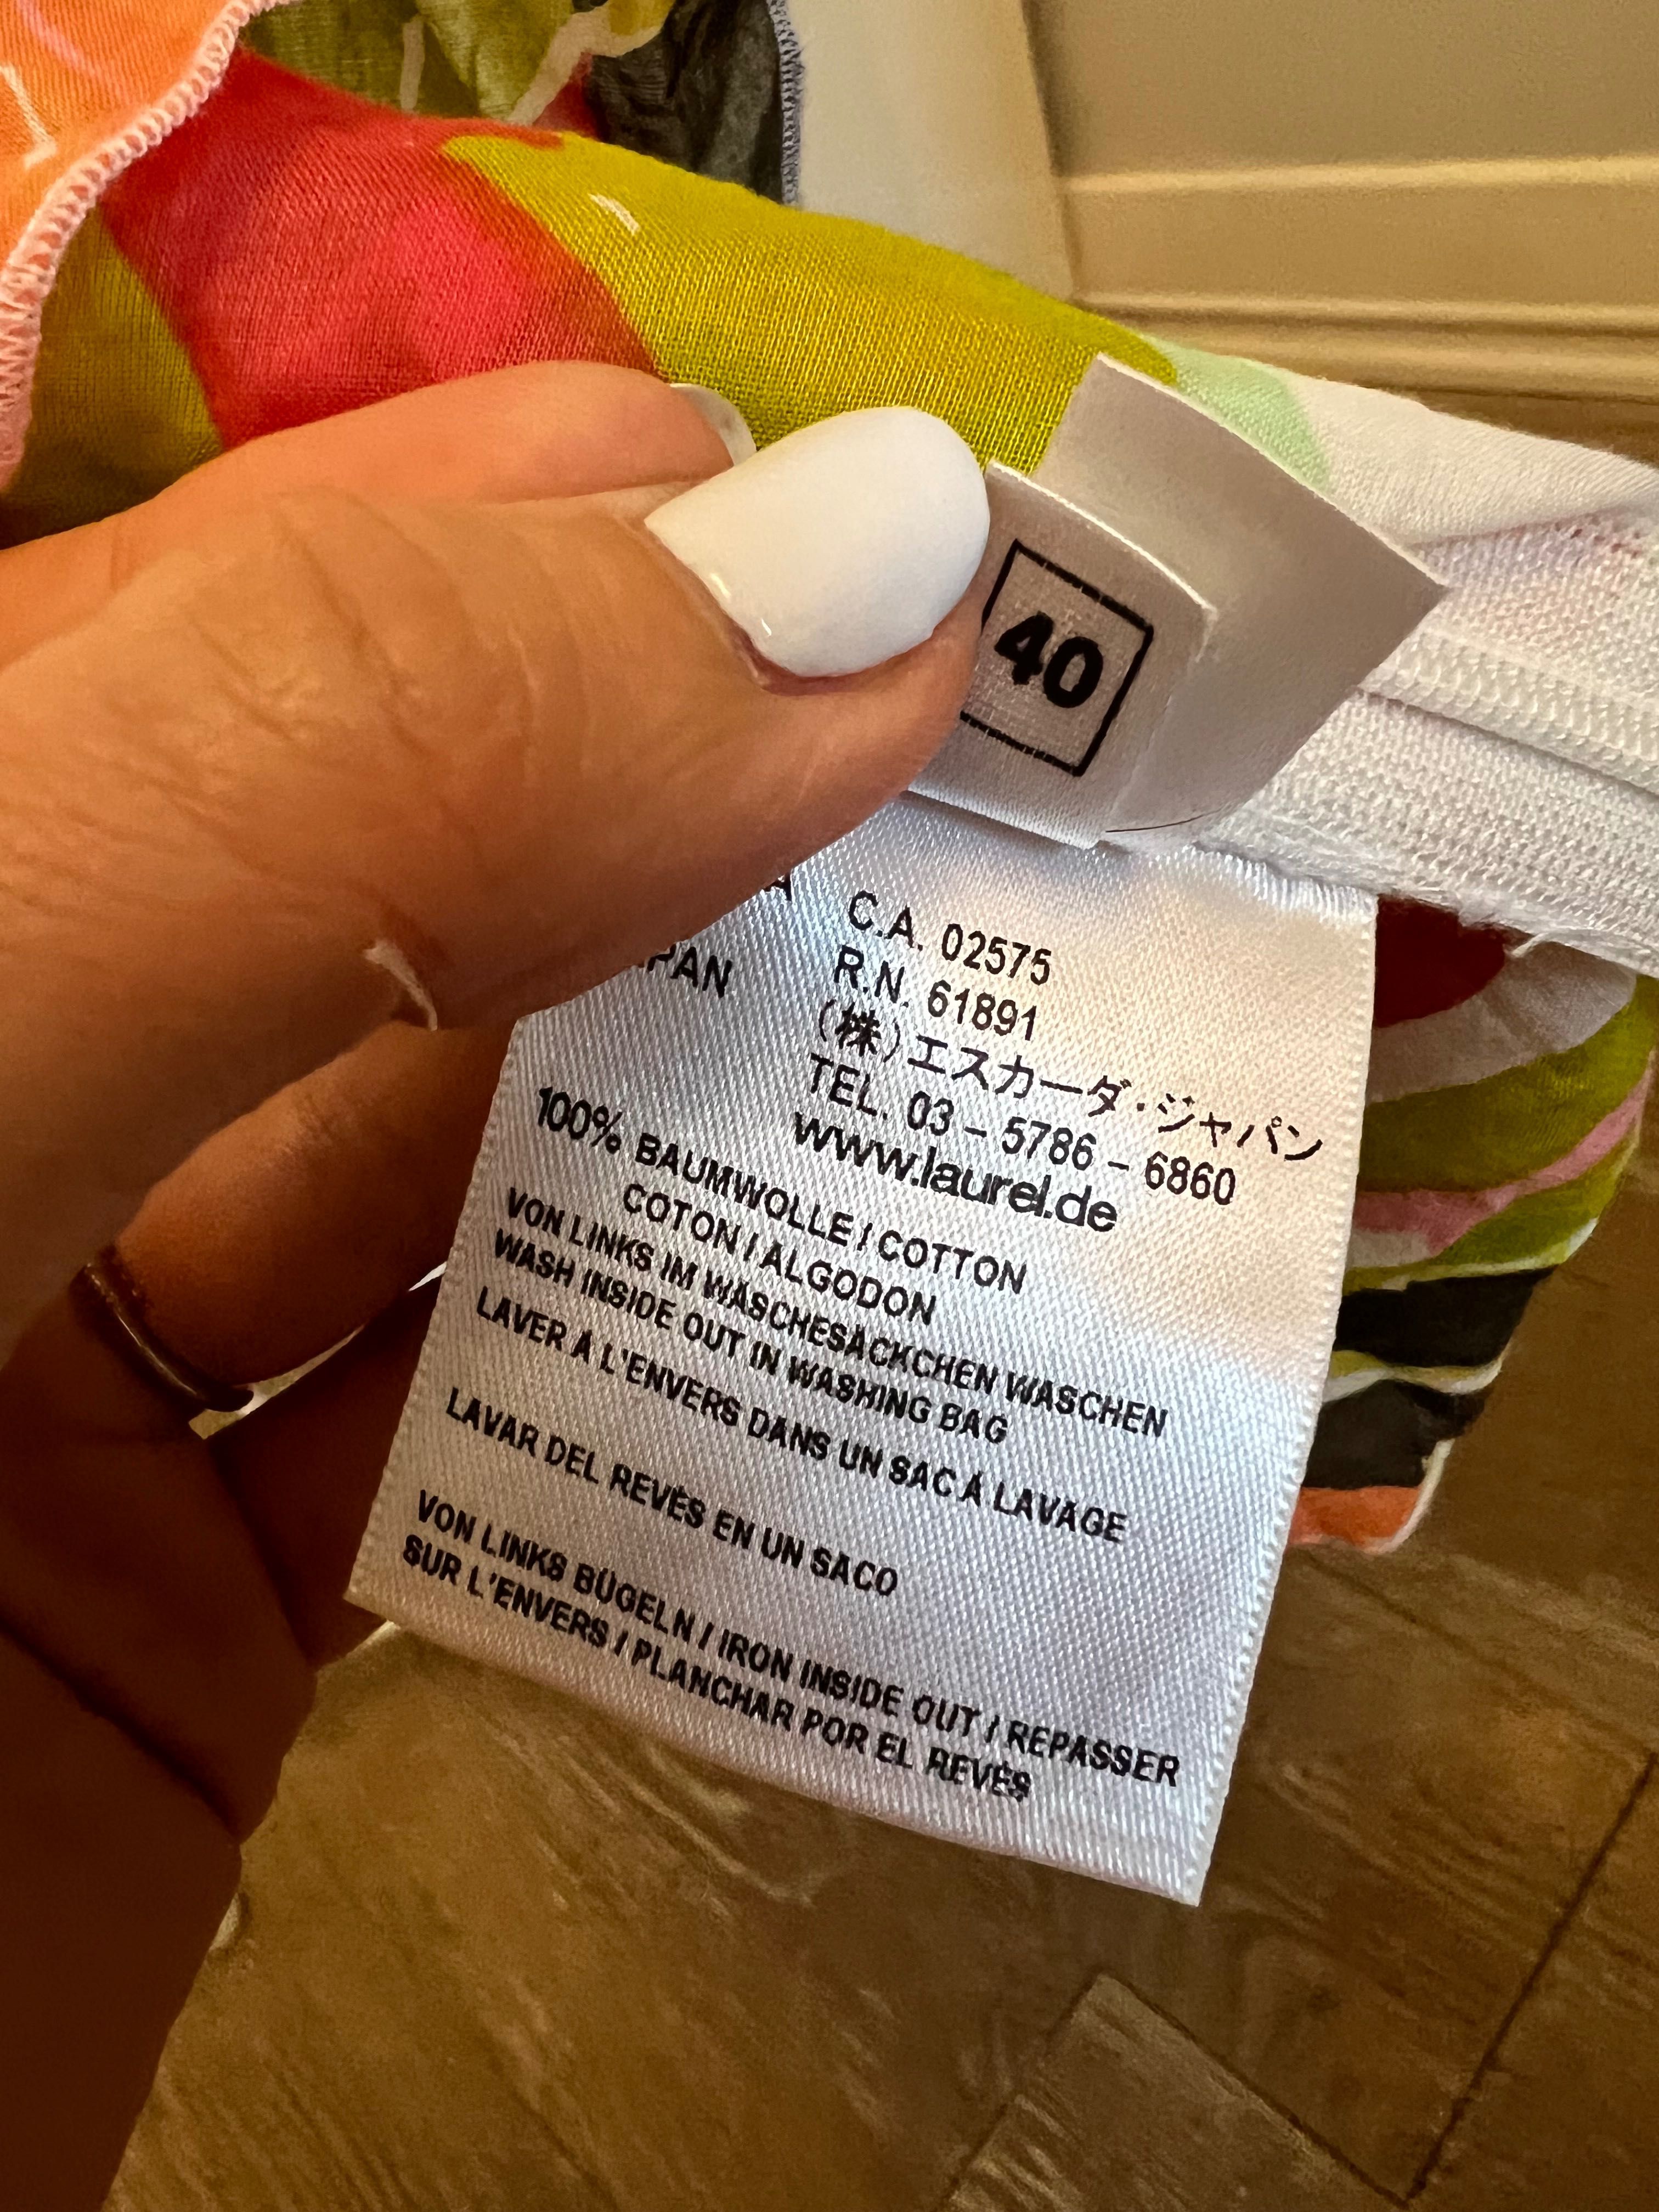 40
C.A. 02575
R.N. 61891
(株)エスカーダ・ジャパン
TEL. 03 – 5786 – 6860
www.laurel.de
100% BAUMWOLLE / COTTON
COTON / ALGODON
VON LINKS IM WÄSCHESÄCKCHEN WASCHEN
WASH INSIDE OUT IN WASHING BAG
LAVER À L'ENVERS DANS UN SAC À LAVAGE
LAVAR DEL REVÉS EN UN SACO
VON LINKS BÜGELN / IRON INSIDE OUT / REPASSER
SUR L'ENVERS / PLANCHAR POR EL REVÉS